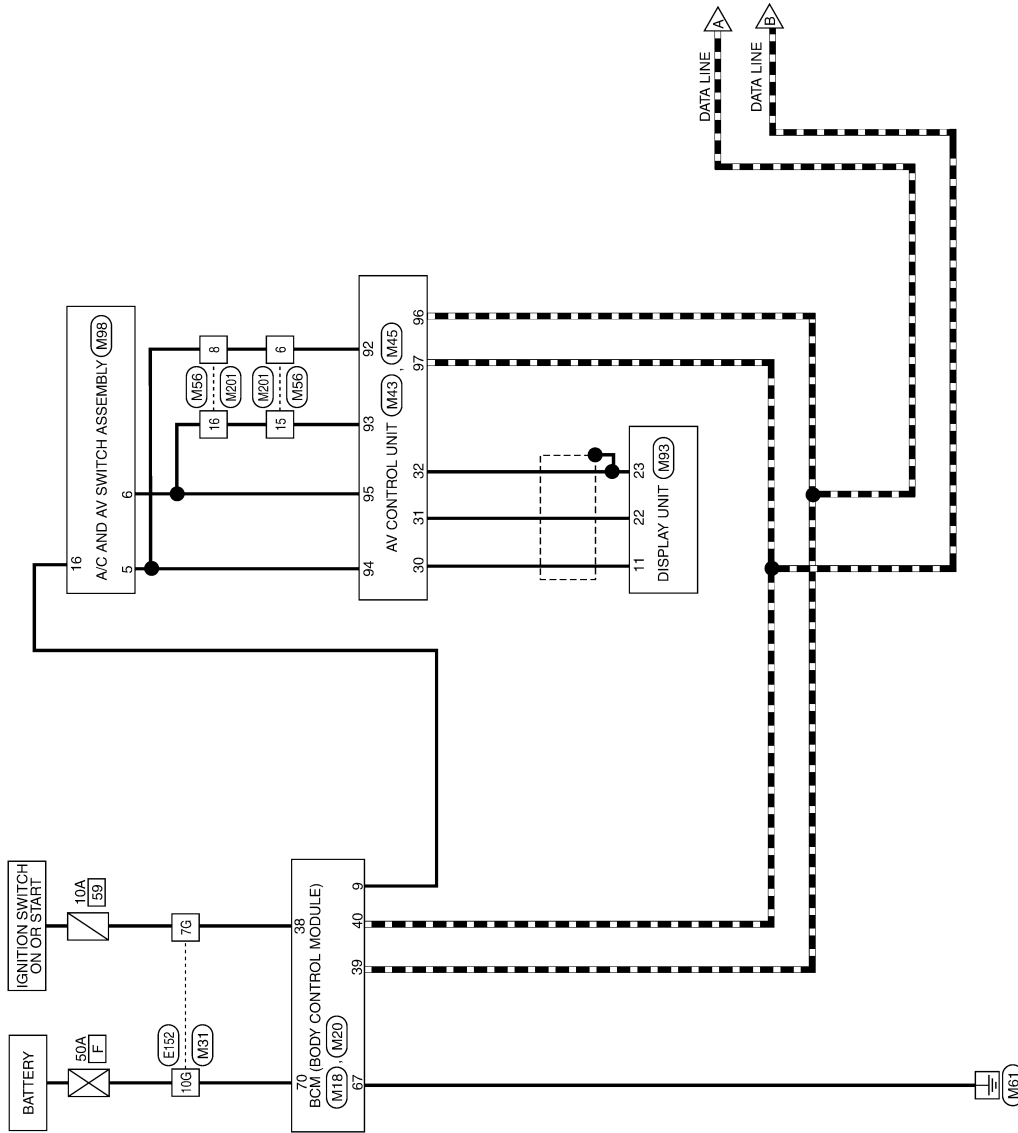 A
B
DATA LINE
DATA LINE
A/C AND AV SWITCH ASSEMBLY M98
16
5
6
8
6
M56
M201
M201
M56
16
15
92
93
95
94
96
97
AV CONTROL UNIT M43 , M45
32
31
30
23
22
11
DISPLAY UNIT M93
IGNITION SWITCH
ON OR START
10A
59
7G
BATTERY
50A
F
E152
M31
10G
38
70
BCM (BODY CONTROL MODULE)
M18 , M20
9
40
39
67
M61